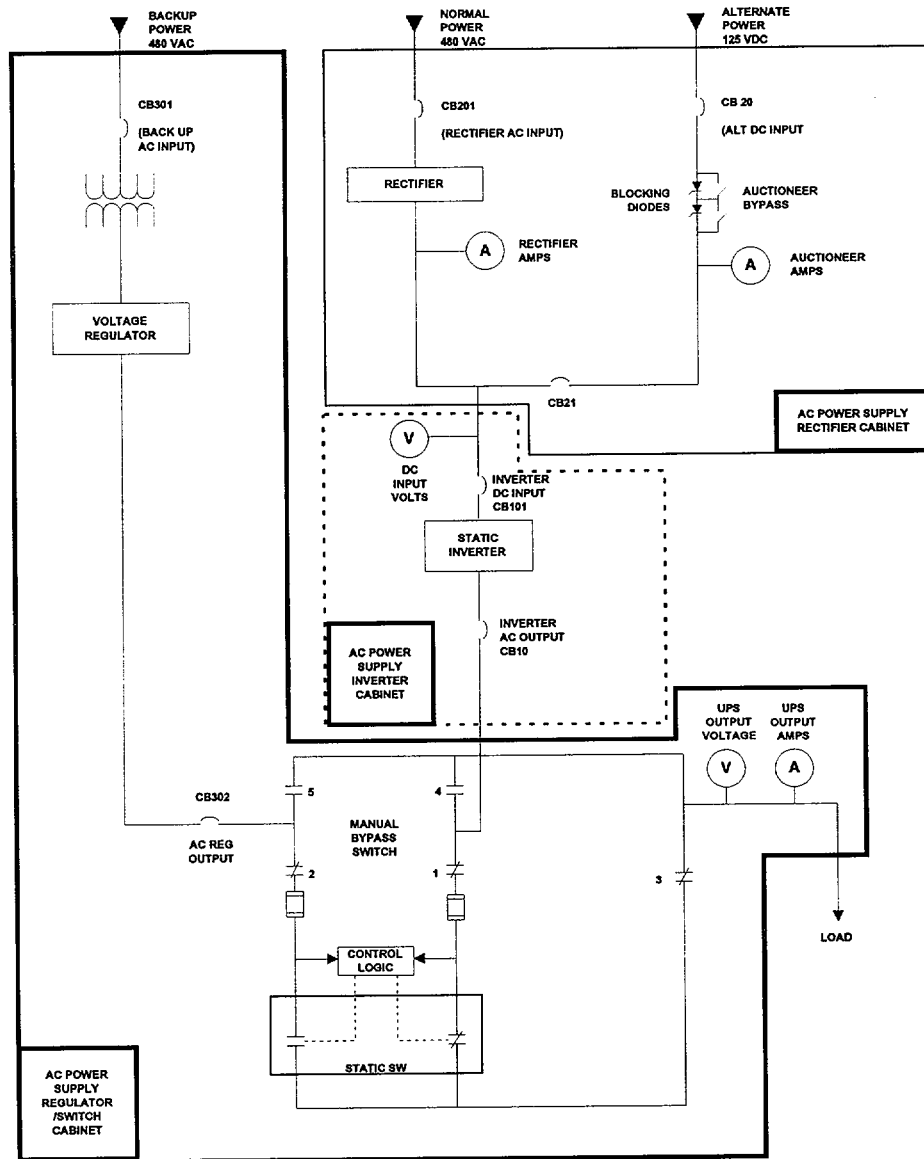 BACKUP
POWER
480 VAC
NORMAL
POWER
480 VAC
ALTERNATE
POWER
125 VDC
CB301
(BACK UP
AC INPUT)
CB201
(RECTIFIER AC INPUT)
CB 20
(ALT DC INPUT
RECTIFIER
BLOCKING
DIODES
AUCTIONEER
BYPASS
A
RECTIFIER
AMPS
A
AUCTIONEER
AMPS
VOLTAGE
REGULATOR
CB21
AC POWER SUPPLY
RECTIFIER CABINET
V
DC
INPUT
VOLTS
INVERTER
DC INPUT
CB101
STATIC
INVERTER
INVERTER
AC OUTPUT
CB10
AC POWER
SUPPLY
INVERTER
CABINET
UPS
OUTPUT
VOLTAGE
UPS
OUTPUT
AMPS
V
A
CB302
AC REG
OUTPUT
5
4
MANUAL
BYPASS
SWITCH
2
1
3
LOAD
CONTROL
LOGIC
STATIC SW
AC POWER
SUPPLY
REGULATOR
/SWITCH
CABINET